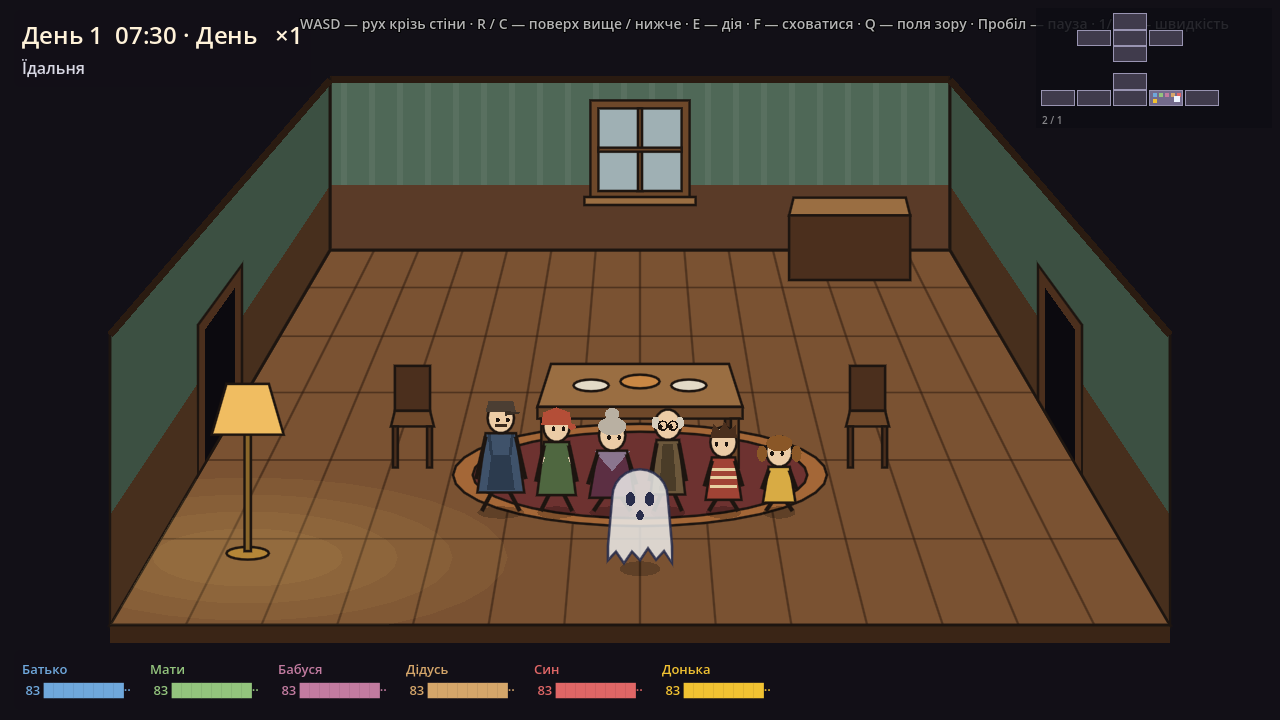 День 1 07:30 · День ×1
WASD — рух крізь стіни · R / C — поверх вище / нижче · E — дія · F — сховатися · Q — поля зору · Пробіл — пауза · 1/ — швидкість
Їдальня
2 / 1
Батько Мати Бабуся Дідусь Син Донька
83 83 83 83 83 83